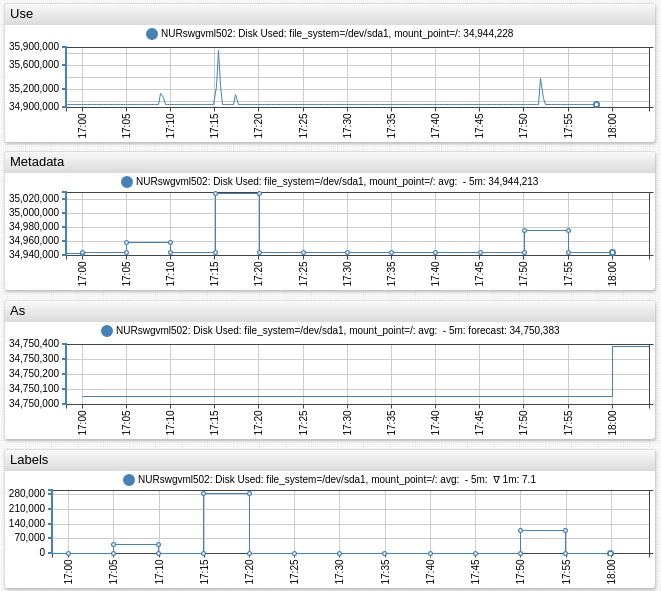 Use
NURswgvml502: Disk Used: file_system=/dev/sda1, mount_point=/: 34,944,228
35,900,000
35,600,000
35,200,000
34,900,000
17:00 17:05 17:10 17:15 17:20 17:25 17:30 17:35 17:40 17:45 17:50 17:55 18:00
Metadata
NURswgvml502: Disk Used: file_system=/dev/sda1, mount_point=/: avg: - 5m: 34,944,213
35,020,000
35,000,000
34,980,000
34,960,000
34,940,000
17:00 17:05 17:10 17:15 17:20 17:25 17:30 17:35 17:40 17:45 17:50 17:55 18:00
As
NURswgvml502: Disk Used: file_system=/dev/sda1, mount_point=/: avg: - 5m: forecast: 34,750,383
34,750,400
34,750,300
34,750,200
34,750,100
34,750,000
17:00 17:05 17:10 17:15 17:20 17:25 17:30 17:35 17:40 17:45 17:50 17:55 18:00
Labels
NURswgvml502: Disk Used: file_system=/dev/sda1, mount_point=/: avg: - 5m: ∇ 1m: 7.1
280,000
210,000
140,000
70,000
0
17:00 17:05 17:10 17:15 17:20 17:25 17:30 17:35 17:40 17:45 17:50 17:55 18:00